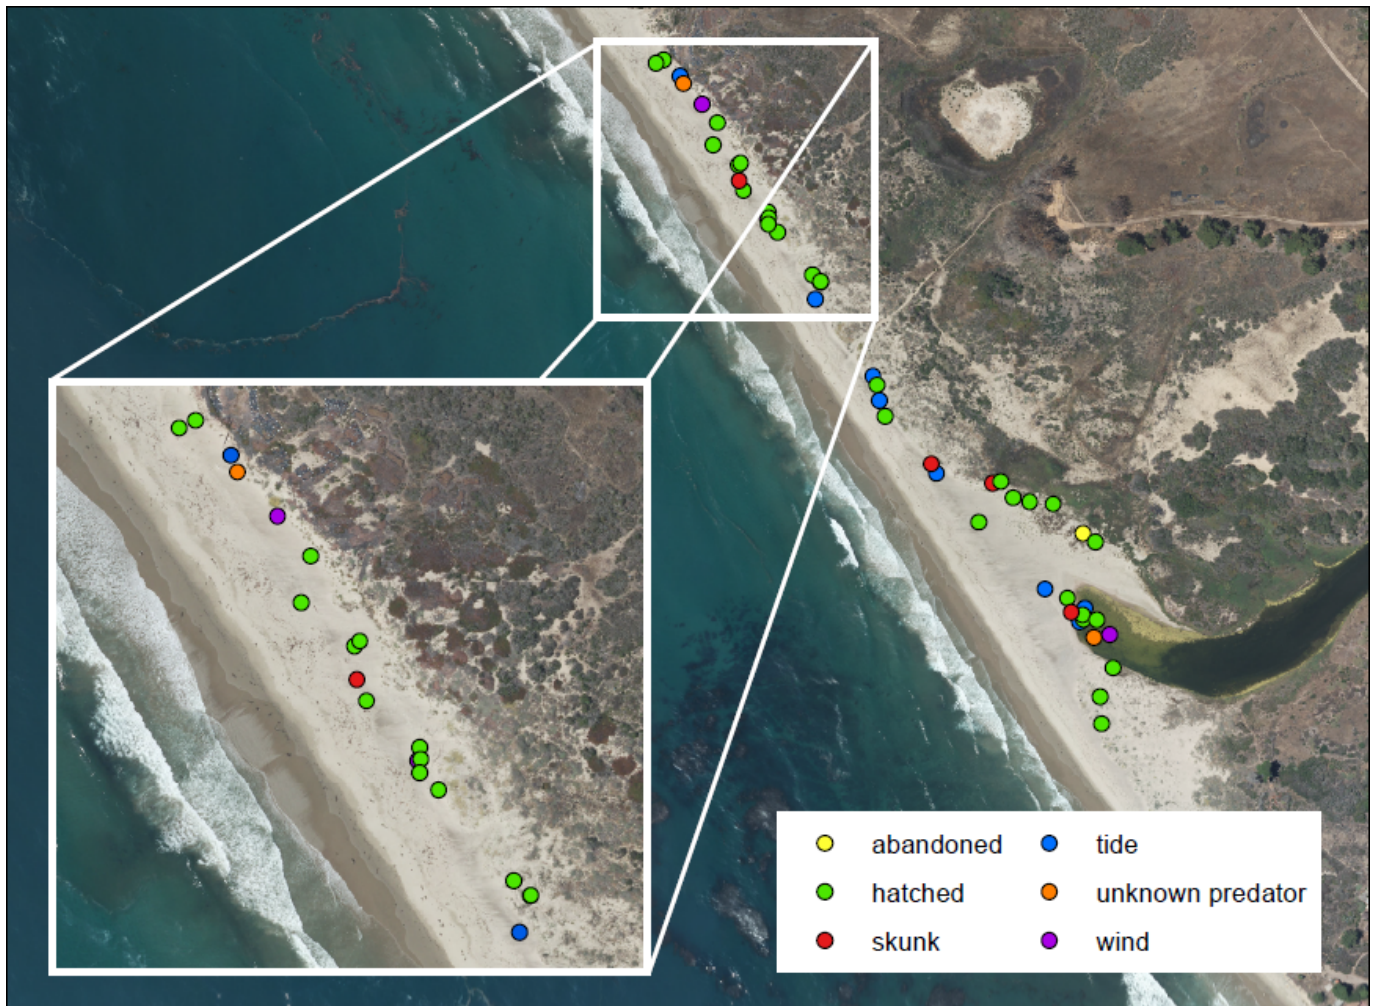 abandoned
tide
hatched
unknown predator
skunk
wind